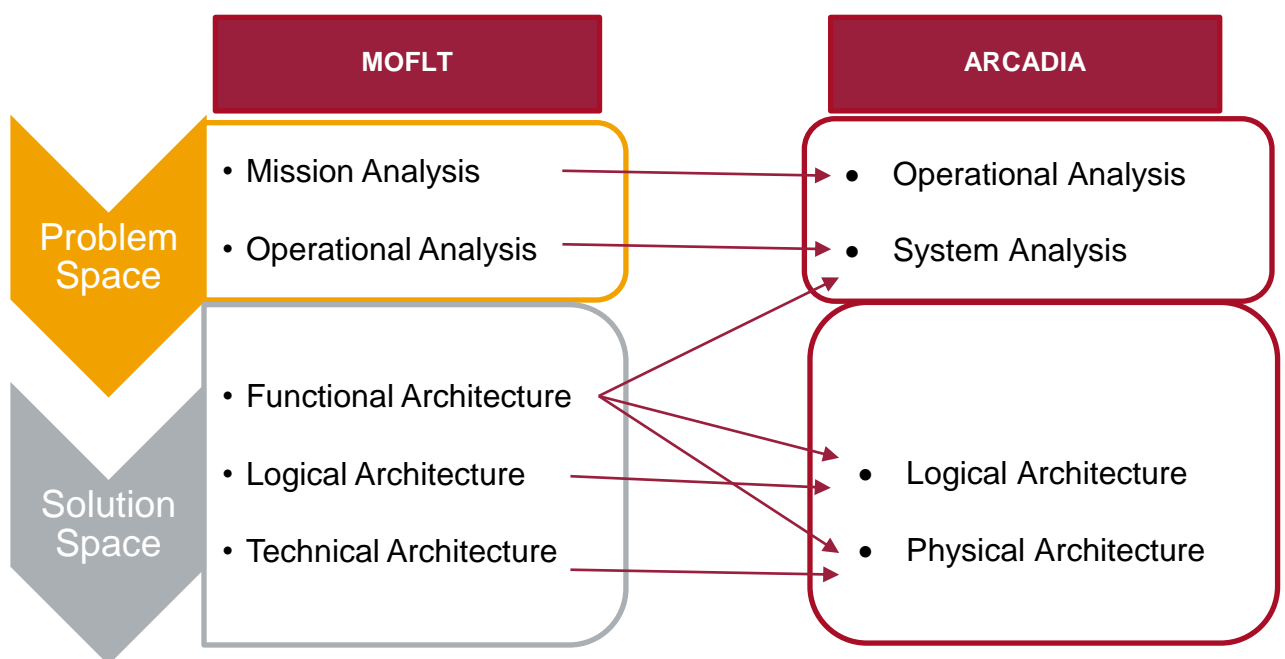 MOFLT
ARCADIA
Problem
Space
• Mission Analysis
• Operational Analysis
• Operational Analysis
• System Analysis
Solution
Space
• Functional Architecture
• Logical Architecture
• Technical Architecture
• Logical Architecture
• Physical Architecture